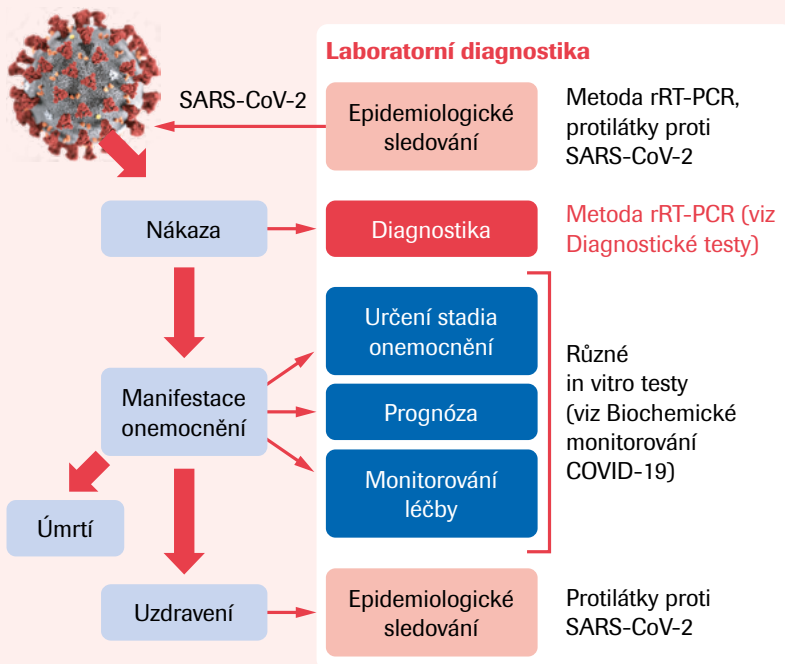 Laboratorní diagnostika
SARS-CoV-2
Epidemiologické
sledování
Metoda rRT-PCR,
protilátky proti
SARS-CoV-2
Nákaza
Diagnostika
Metoda rRT-PCR (viz
Diagnostické testy)
Určení stadia
onemocnění
Manifestace
onemocnění
Prognóza
Různé
in vitro testy
(viz Biochemické
monitorování
COVID-19)
Monitorování
léčby
Úmrtí
Uzdravení
Epidemiologické
sledování
Protilátky proti
SARS-CoV-2